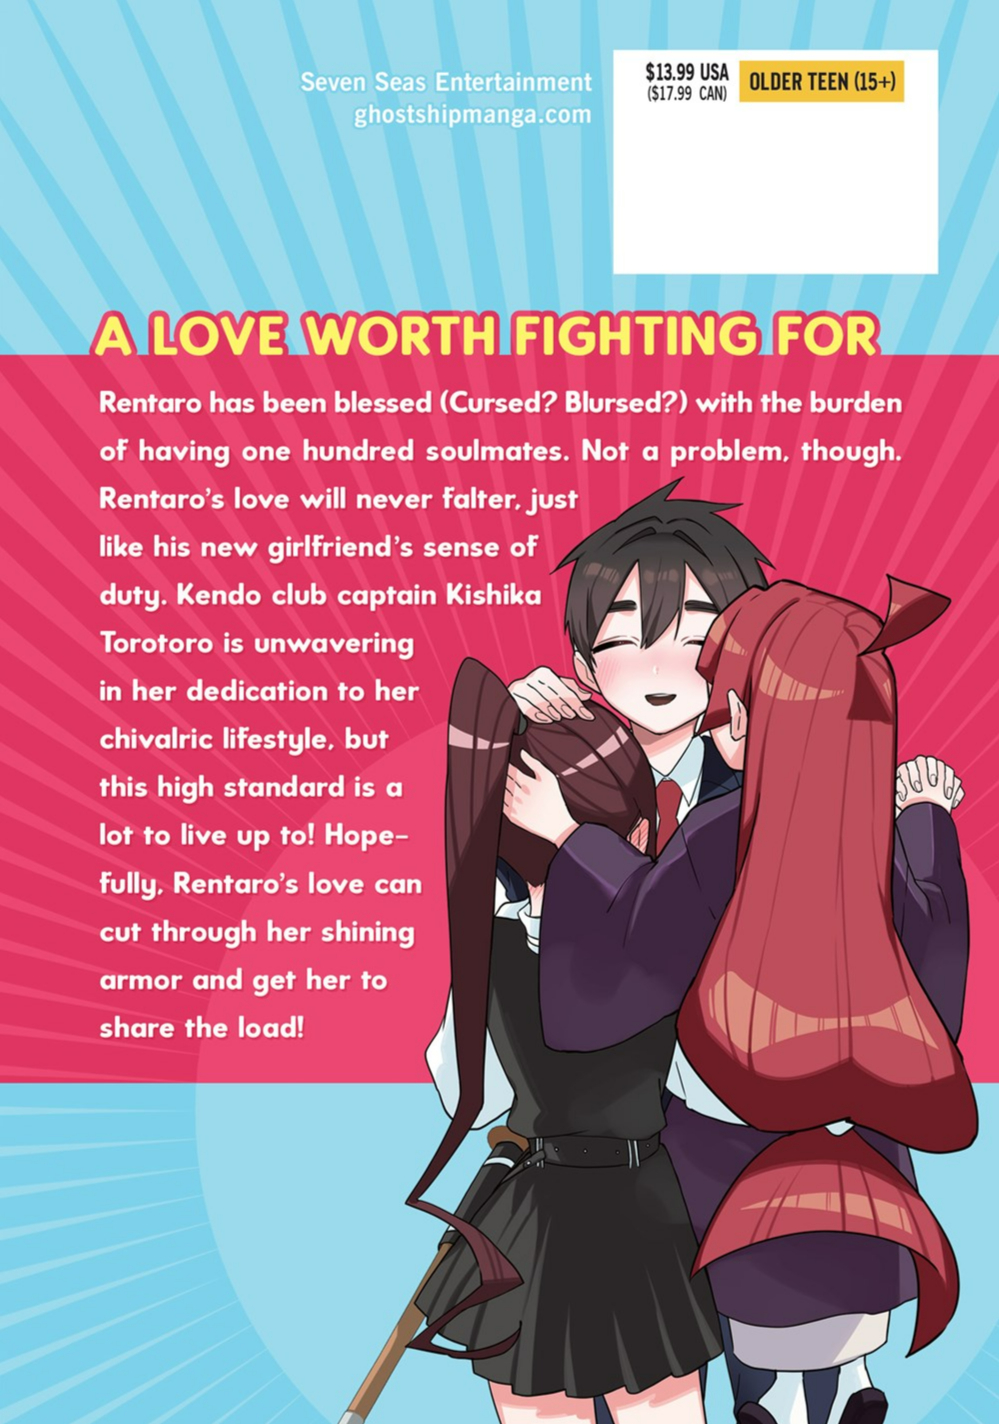 Seven Seas Entertainment
ghostshipmanga.com
$13.99 USA
($17.99 CAN)
OLDER TEEN (15+)
A LOVE WORTH FIGHTING FOR
Rentaro has been blessed (Cursed? Blursed?) with the burden
of having one hundred soulmates. Not a problem, though.
Rentaro's love will never falter, just
like his new girlfriend's sense of
duty. Kendo club captain Kishika
Torotoro is unwavering
in her dedication to her
chivalric lifestyle, but
this high standard is a
lot to live up to! Hope-
fully, Rentaro's love can
cut through her shining
armor and get her to
share the load!